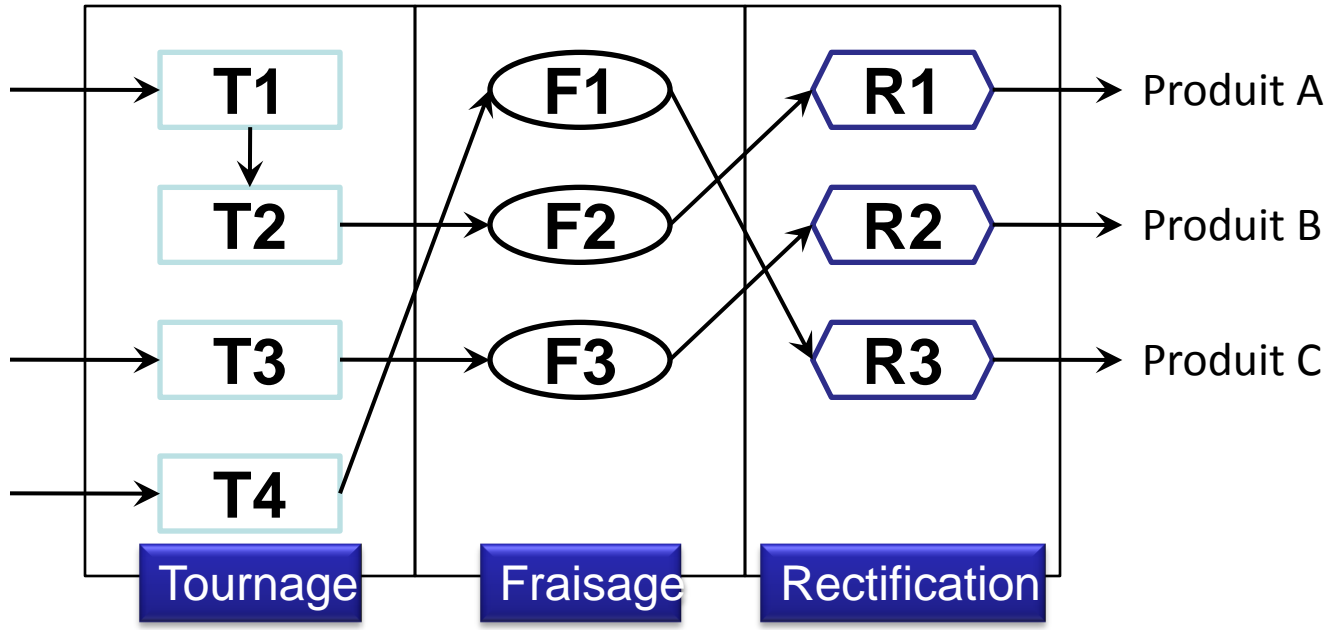 T1
F1
R1
Produit A
T2
F2
R2
Produit B
T3
F3
R3
Produit C
T4
Tournage
Fraisage
Rectification